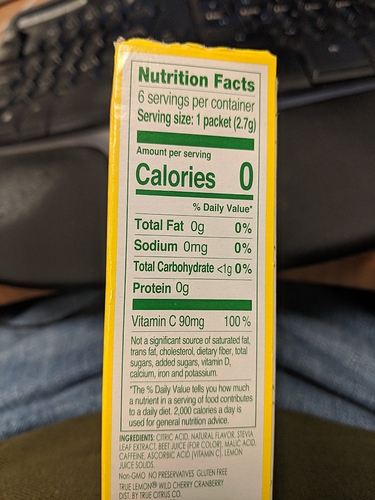 Nutrition Facts
6 servings per container
Serving size: 1 packet (2.7g)
Amount per serving
Calories 0
% Daily Value*
Total Fat 0g 0%
Sodium 0mg 0%
Total Carbohydrate <1g 0%
Protein 0g
Vitamin C 90mg 100%
Not a significant source of saturated fat,
trans fat, cholesterol, dietary fiber, total
sugars, added sugars, vitamin D,
calcium, iron and potassium.
*The % Daily Value tells you how much
a nutrient in a serving of food contributes
to a daily diet. 2,000 calories a day is
used for general nutrition advice.
INGREDIENTS: CITRIC ACID, NATURAL FLAVOR, STEVIA
LEAF EXTRACT, BEET JUICE (FOR COLOR), MALIC ACID,
CAFFEINE, ASCORBIC ACID (VITAMIN C), LEMON
JUICE SOLIDS.
NON-GMO NO PRESERVATIVES GLUTEN FREE
TRUE LEMON® WILD CHERRY CRANBERRY
DIST. BY TRUE CITRUS CO.